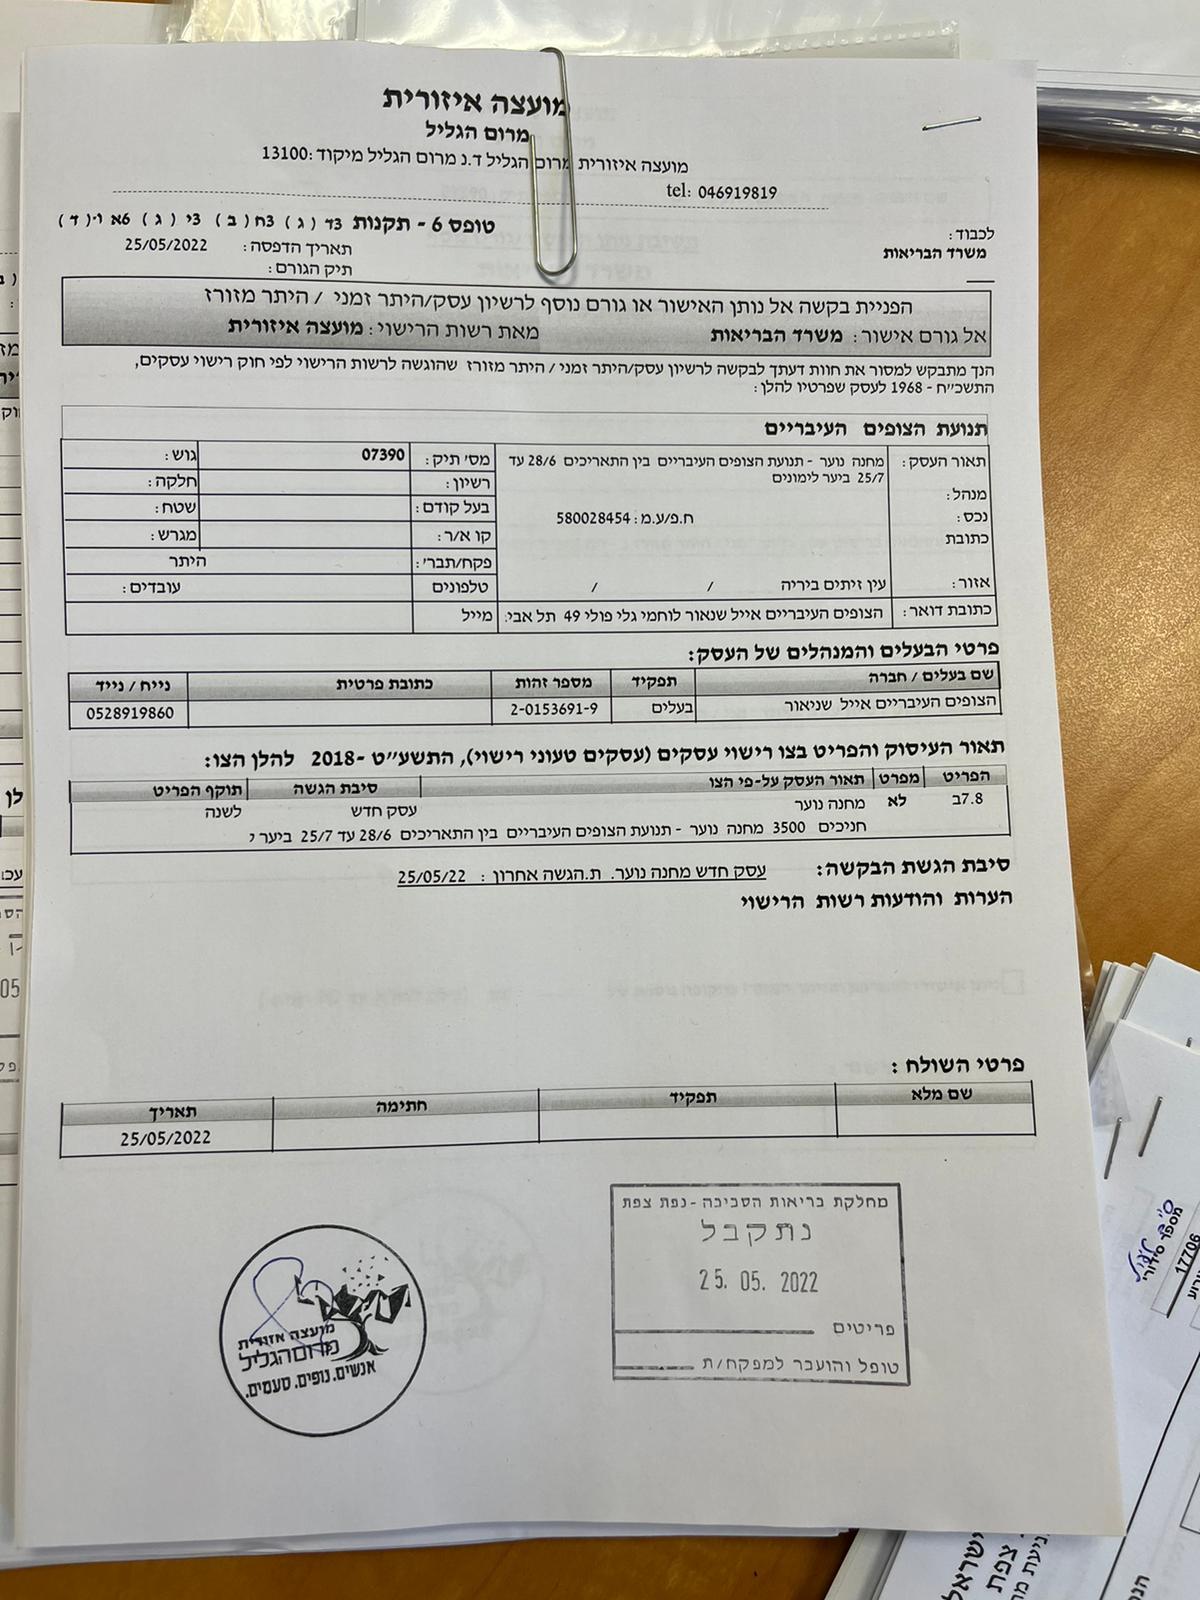 מועצה איזורית
מרום הגליל
מועצה איזורית מרום הגליל ד.נ מרום הגליל מיקוד :13100
tel: 046919819
טופס 6 - תקנות 3ד ( ג ) 3ח ( ב ) 3י ( ג ) 6א ו-( ד )
תאריך הדפסה : 25/05/2022
תיק הגורם :
לכבוד :
משרד הבריאות
הפניית בקשה אל נותן האישור או גורם נוסף לרשיון עסק/היתר זמני / היתר מזורז
אל גורם אישור : משרד הבריאות מאת רשות הרישוי : מועצה איזורית
הנך מתבקש למסור את חוות דעתך לבקשה לרשיון עסק/היתר זמני / היתר מזורז שהוגשה לרשות הרישוי לפי חוק רישוי עסקים,
התשכ״ח - 1968 לעסק שפרטיו להלן :
תנועת הצופים העיבריים
תאור העסק : מחנה נוער - תנועת הצופים העיבריים בין התאריכים 28/6 עד מס' תיק : 07390 גוש :
25/7 ביער לימונים רשיון : חלקה :
מנהל : בעל קודם : שטח :
נכס : ח.פ/ע.מ : 580028454
כתובת קו א/ר : מגרש :
פקח/תבר' : היתר
אזור : עין זיתים ביריה / / טלפונים עובדים :
כתובת דואר : הצופים העיבריים אייל שנאור לוחמי גלי פולי 49 תל אבי. מייל
פרטי הבעלים והמנהלים של העסק:
שם בעלים / חברה תפקיד מספר זהות כתובת פרטית נייח / נייד
הצופים העיבריים אייל שניאור בעלים 2-0153691-9 0528919860
תאור העיסוק והפריט בצו רישוי עסקים (עסקים טעוני רישוי), התשע״ט -2018 להלן הצו:
הפריט מפרט תאור העסק על-פי הצו סיבת הגשה תוקף הפריט
7.8ב לא מחנה נוער עסק חדש לשנה
חניכים 3500 מחנה נוער - תנועת הצופים העיבריים בין התאריכים 28/6 עד 25/7 ביער י
סיבת הגשת הבקשה: עסק חדש מחנה נוער. ת.הגשה אחרון : 25/05/22
הערות והודעות רשות הרישוי
פרטי השולח :
שם מלא תפקיד חתימה תאריך
25/05/2022
מחלקת בריאות הסביבה - נפת צפת
נתקבל
25. 05. 2022
פריטים
טופל והועבר למפקח/ת
מועצה אזורית
מרום הגליל
אנשים. נופים. טעמים.
מספר סידורי
17706
ישראל
צפת